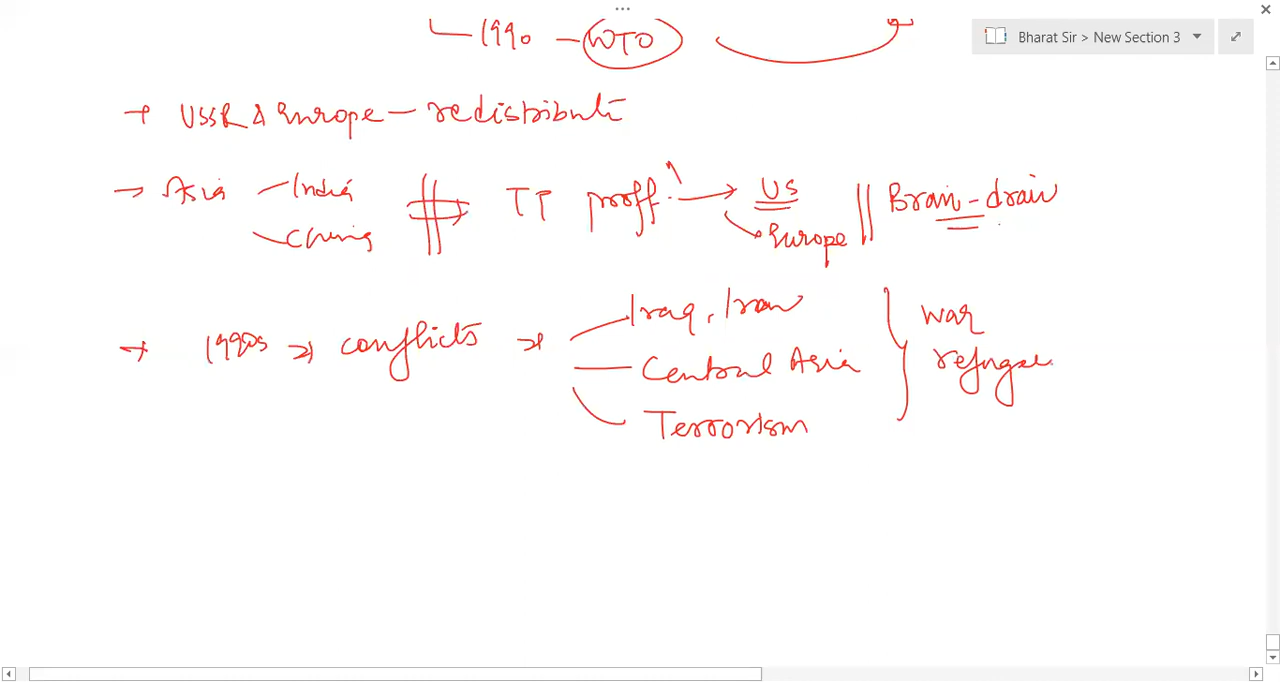 1990 - WTO
Bharat Sir > New Section 3
→ USSR & Europe - redistributi
→ Asia - India
China
TP proff. → US
Europe
Brain-drain
→ 1990s → conflicts →
Iraq, Iran
Central Asia
Terrorism
war
refugee